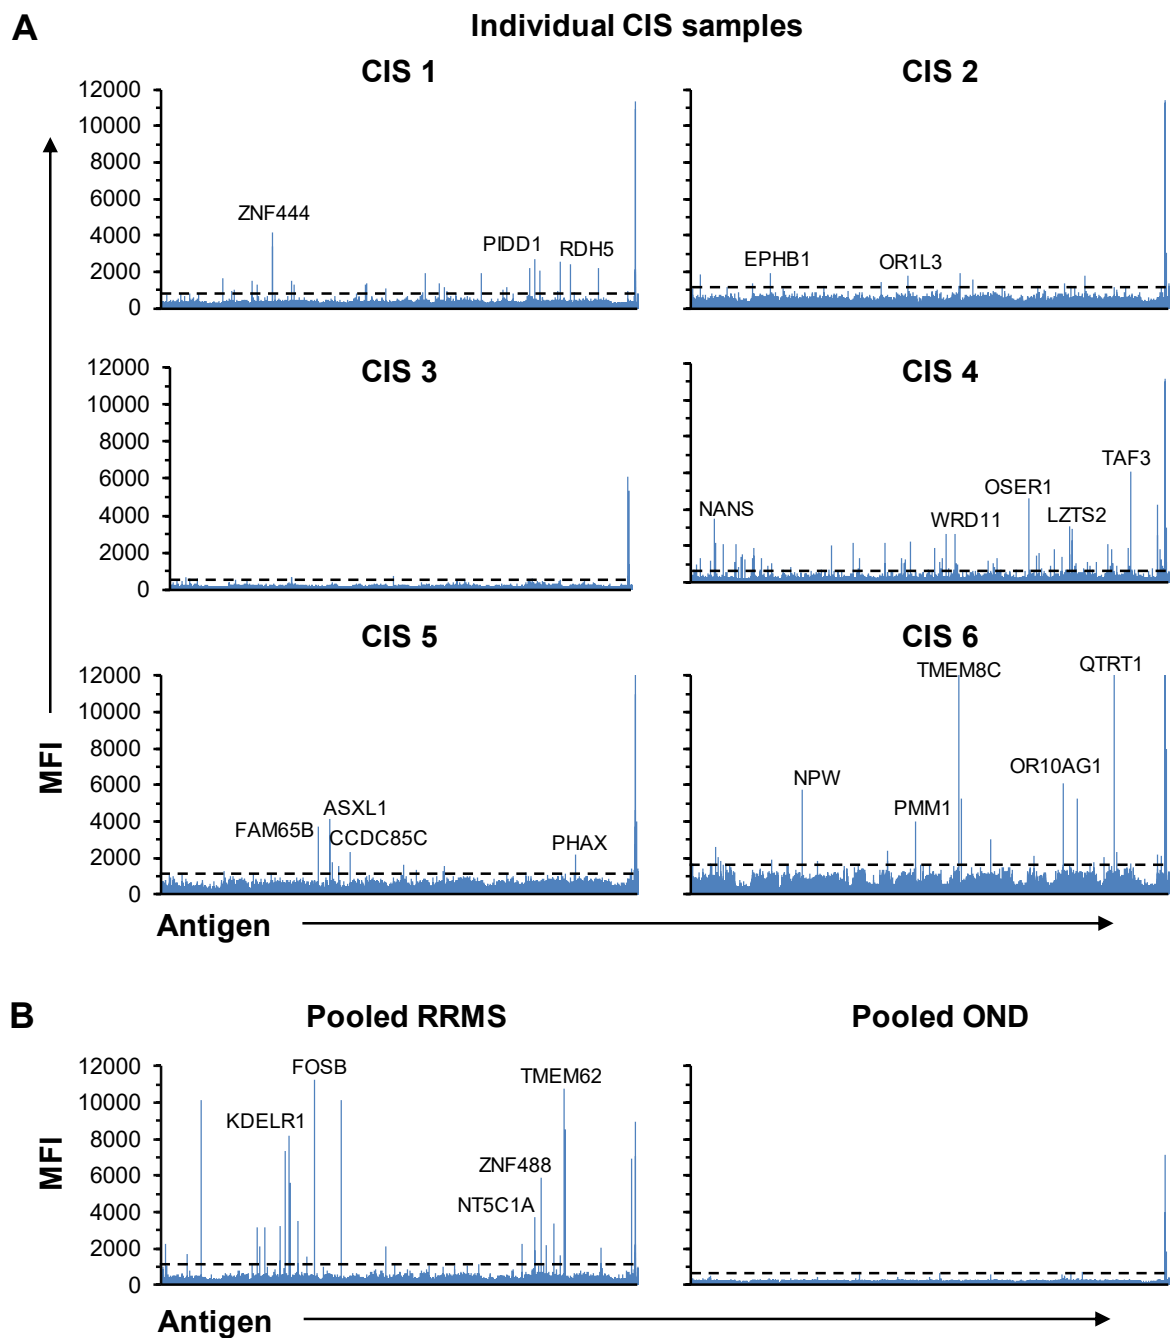 A
Individual CIS samples
CIS 1
CIS 2
12000
10000
8000
6000
4000
2000
0
ZNF444
PIDD1
RDH5
EPHB1
OR1L3
CIS 3
CIS 4
12000
10000
8000
6000
4000
2000
0
NANS
WRD11
OSER1
LZTS2
TAF3
CIS 5
CIS 6
12000
10000
8000
6000
4000
2000
0
FAM65B
ASXL1
CCDC85C
PHAX
NPW
PMM1
TMEM8C
OR10AG1
QTRT1
MFI
Antigen
B
Pooled RRMS
Pooled OND
12000
10000
8000
6000
4000
2000
0
KDELR1
FOSB
NT5C1A
ZNF488
TMEM62
MFI
Antigen